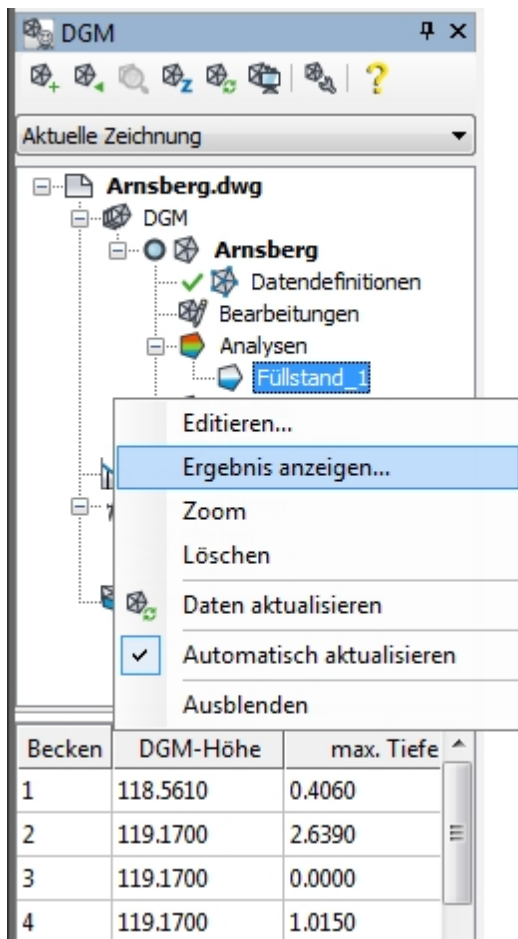 DGM
Aktuelle Zeichnung
Arnsberg.dwg
DGM
Arnsberg
Datendefinitionen
Bearbeitungen
Analysen
Füllstand_1
Editieren...
Ergebnis anzeigen...
Zoom
Löschen
Daten aktualisieren
Automatisch aktualisieren
Ausblenden
Becken DGM-Höhe max. Tiefe
1 118.5610 0.4060
2 119.1700 2.6390
3 119.1700 0.0000
4 119.1700 1.0150